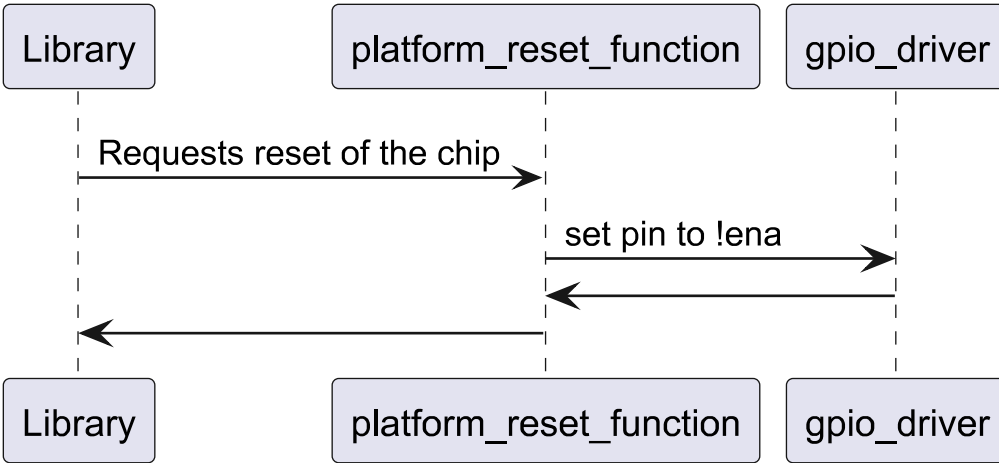 Library platform_reset_function gpio_driver
Requests reset of the chip
set pin to !ena
Library platform_reset_function gpio_driver